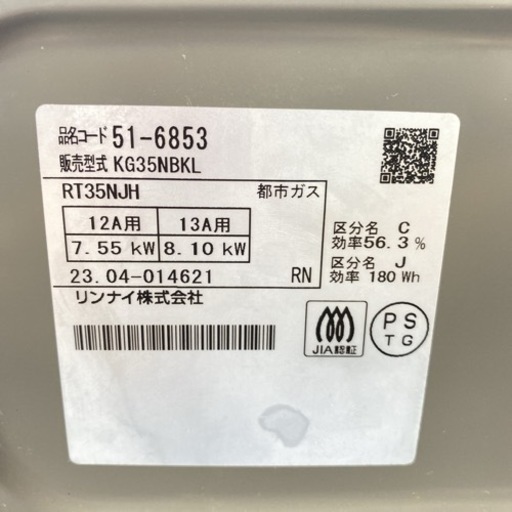 品名コード 51-6853
販売型式 KG35NBKL
RT35NJH 都市ガス
12A用 13A用
7.55 kW 8.10 kW
23.04-014621 RN
リンナイ株式会社
区分名 C
効率56.3%
区分名 J
効率 180 Wh
JIA認証
PS
TG